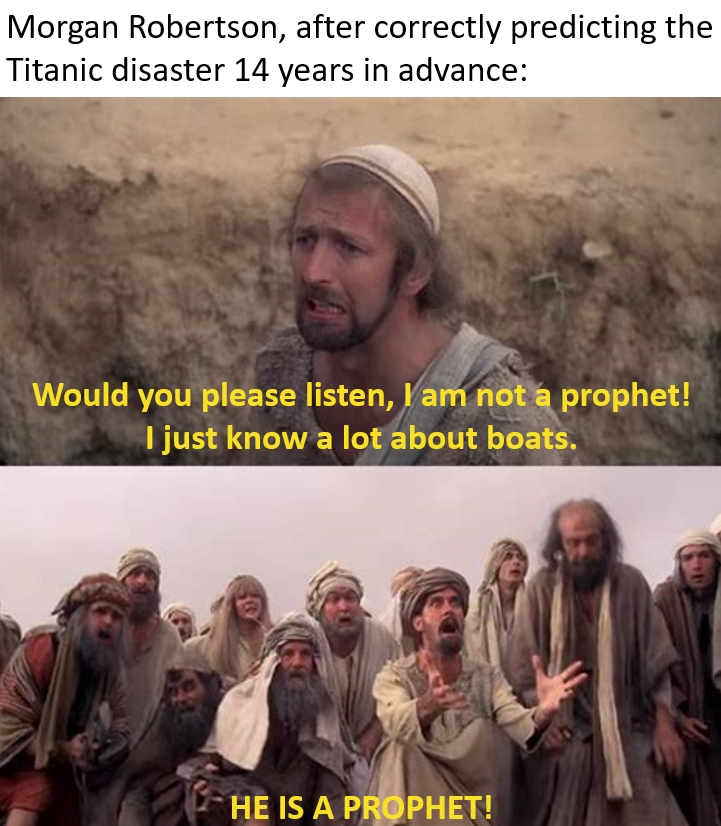 Morgan Robertson, after correctly predicting the
Titanic disaster 14 years in advance:
Would you please listen, I am not a prophet!
I just know a lot about boats.
HE IS A PROPHET!